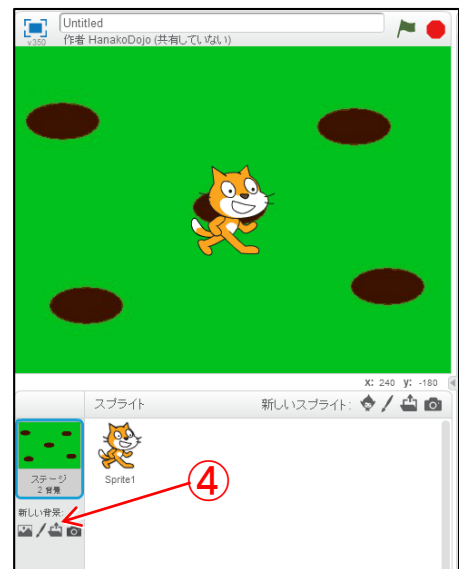 Untitled
v350
作者 HanakoDojo (共有していない)
x: 240 y: -180
スプライト
新しいスプライト:
ステージ
2 背景
Sprite1
④
新しい背景: